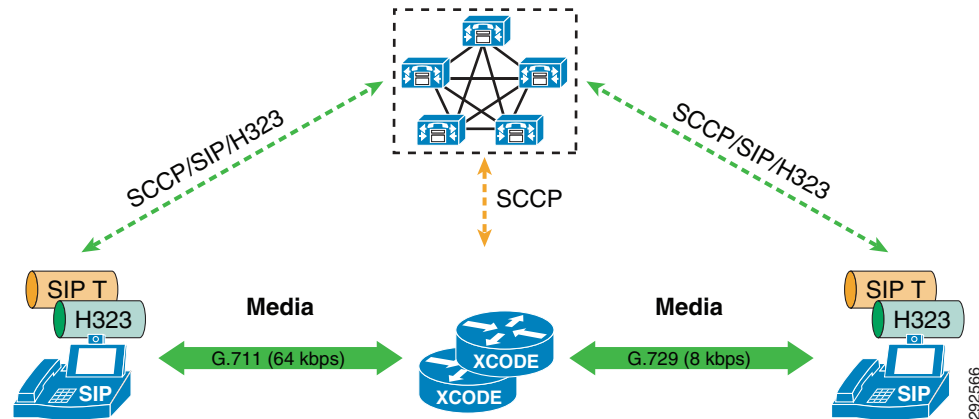 SCCP/SIP/H323
SCCP/SIP/H323
SCCP
SIP T
H323
SIP
Media
G.711 (64 kbps)
XCODE
XCODE
Media
G.729 (8 kbps)
SIP T
H323
SIP
292566